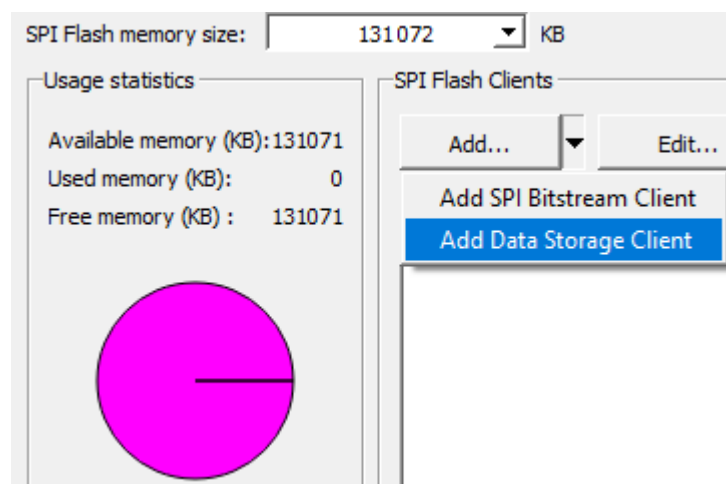 SPI Flash memory size: 131072 KB
Usage statistics
Available memory (KB): 131071
Used memory (KB): 0
Free memory (KB) : 131071
SPI Flash Clients
Add... Edit...
Add SPI Bitstream Client
Add Data Storage Client